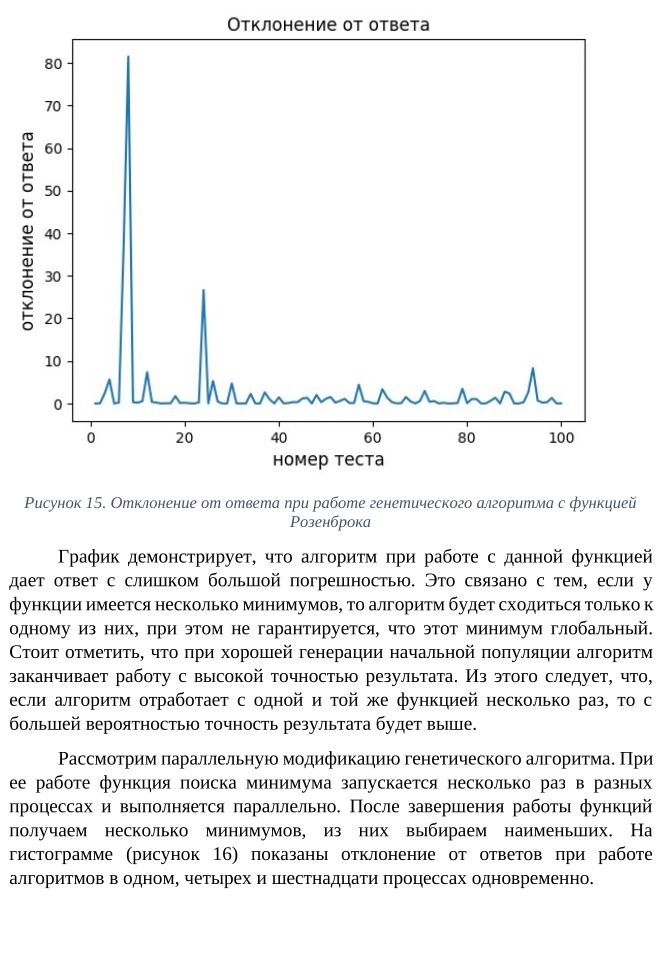 Отклонение от ответа
80
70
60
50
40
30
20
10
0
отклонение от ответа
0 20 40 60 80 100
номер теста
Рисунок 15. Отклонение от ответа при работе генетического алгоритма с функцией
Розенброка
График демонстрирует, что алгоритм при работе с данной функцией
дает ответ с слишком большой погрешностью. Это связано с тем, если у
функции имеется несколько минимумов, то алгоритм будет сходиться только к
одному из них, при этом не гарантируется, что этот минимум глобальный.
Стоит отметить, что при хорошей генерации начальной популяции алгоритм
заканчивает работу с высокой точностью результата. Из этого следует, что,
если алгоритм отработает с одной и той же функцией несколько раз, то с
большей вероятностью точность результата будет выше.
Рассмотрим параллельную модификацию генетического алгоритма. При
ее работе функция поиска минимума запускается несколько раз в разных
процессах и выполняется параллельно. После завершения работы функций
получаем несколько минимумов, из них выбираем наименьших. На
гистограмме (рисунок 16) показаны отклонение от ответов при работе
алгоритмов в одном, четырех и шестнадцати процессах одновременно.